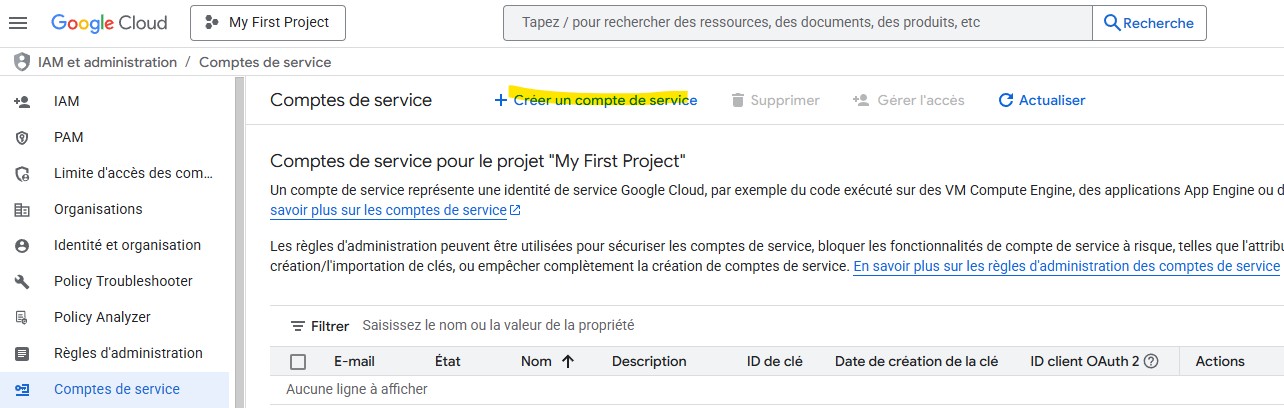 Google Cloud
My First Project
Tapez / pour rechercher des ressources, des documents, des produits, etc
Recherche
IAM et administration / Comptes de service
IAM
PAM
Limite d'accès des com…
Organisations
Identité et organisation
Policy Troubleshooter
Policy Analyzer
Règles d'administration
Comptes de service
Comptes de service
Créer un compte de service
Supprimer
Gérer l'accès
Actualiser
Comptes de service pour le projet "My First Project"
Un compte de service représente une identité de service Google Cloud, par exemple du code exécuté sur des VM Compute Engine, des applications App Engine ou d
savoir plus sur les comptes de service
Les règles d'administration peuvent être utilisées pour sécuriser les comptes de service, bloquer les fonctionnalités de compte de service à risque, telles que l'attribu
création/l'importation de clés, ou empêcher complètement la création de comptes de service. En savoir plus sur les règles d'administration des comptes de service
Filtrer Saisissez le nom ou la valeur de la propriété
E-mail État Nom Description ID de clé Date de création de la clé ID client OAuth 2 Actions
Aucune ligne à afficher